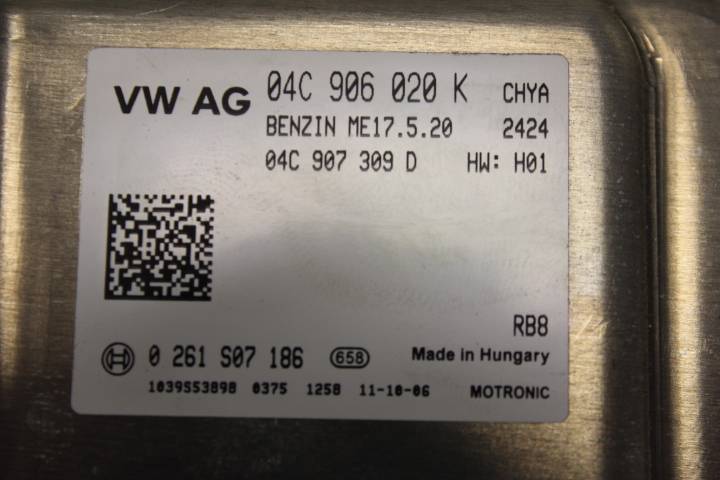 VW AG 04C 906 020 K CHYA
BENZIN ME17.5.20 2424
04C 907 309 D HW: H01
RB8
0 261 S07 186 658 Made in Hungary
1039S53898 0375 1258 11-10-06 MOTRONIC